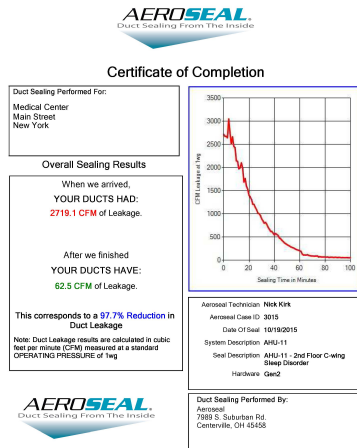 AEROSEAL.
Duct Sealing From The Inside
Certificate of Completion
Duct Sealing Performed For:
Medical Center
Main Street
New York
Overall Sealing Results
When we arrived,
YOUR DUCTS HAD:
2719.1 CFM of Leakage.
After we finished
YOUR DUCTS HAVE:
62.5 CFM of Leakage.
This corresponds to a 97.7% Reduction in
Duct Leakage
Note: Duct Leakage results are calculated in cubic
feet per minute (CFM) measured at a standard
OPERATING PRESSURE of 1wg
CFM Leakage at 1wg
3500
3000
2500
2000
1500
1000
500
0
0 20 40 60 80 100
Sealing Time in Minutes
Aeroseal Technician Nick Kirk
Aeroseal Case ID 3015
Date Of Seal 10/19/2015
System Description AHU-11
Seal Description AHU-11 - 2nd Floor C-wing
Sleep Disorder
Hardware Gen2
AEROSEAL.
Duct Sealing From The Inside
Duct Sealing Performed By:
Aeroseal
7989 S. Suburban Rd.
Centerville, OH 45458